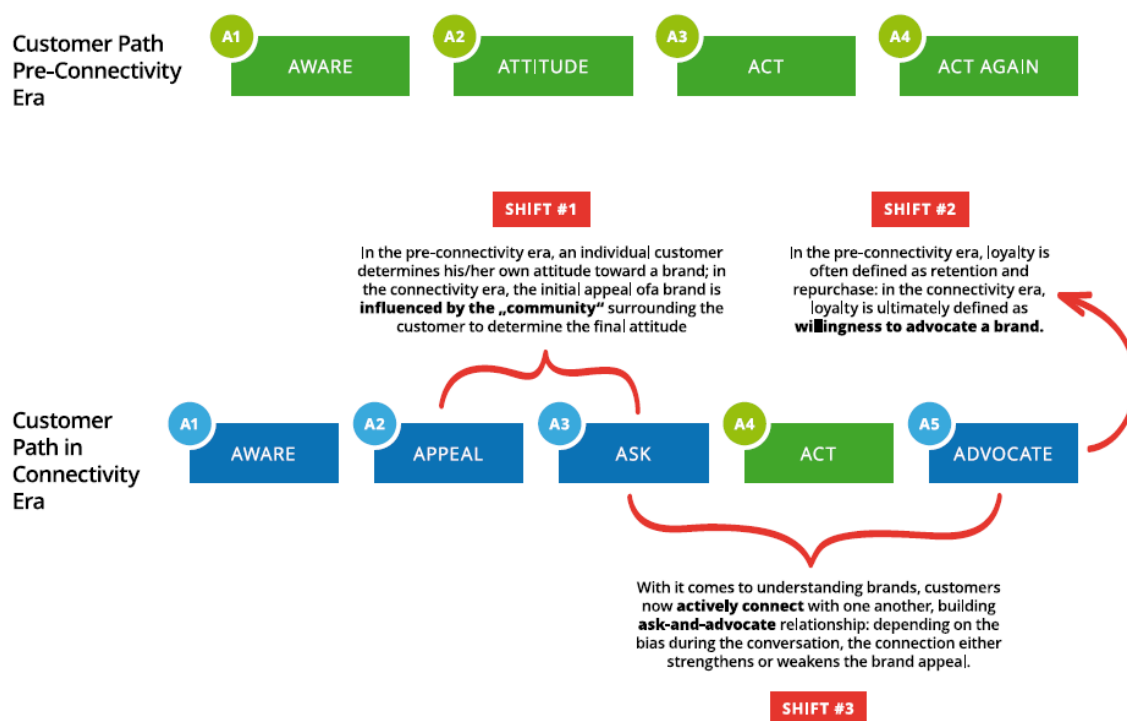 Customer Path
Pre-Connectivity
Era
A1
AWARE
A2
ATTITUDE
A3
ACT
A4
ACT AGAIN
SHIFT #1
In the pre-connectivity era, an individual customer
determines his/her own attitude toward a brand; in
the connectivity era, the initial appeal ofa brand is
influenced by the „community“ surrounding the
customer to determine the final attitude
SHIFT #2
In the pre-connectivity era, loyalty is
often defined as retention and
repurchase: in the connectivity era,
loyalty is ultimately defined as
willingness to advocate a brand.
Customer
Path in
Connectivity
Era
A1
AWARE
A2
APPEAL
A3
ASK
A4
ACT
A5
ADVOCATE
With it comes to understanding brands, customers
now actively connect with one another, building
ask-and-advocate relationship: depending on the
bias during the conversation, the connection either
strengthens or weakens the brand appeal.
SHIFT #3